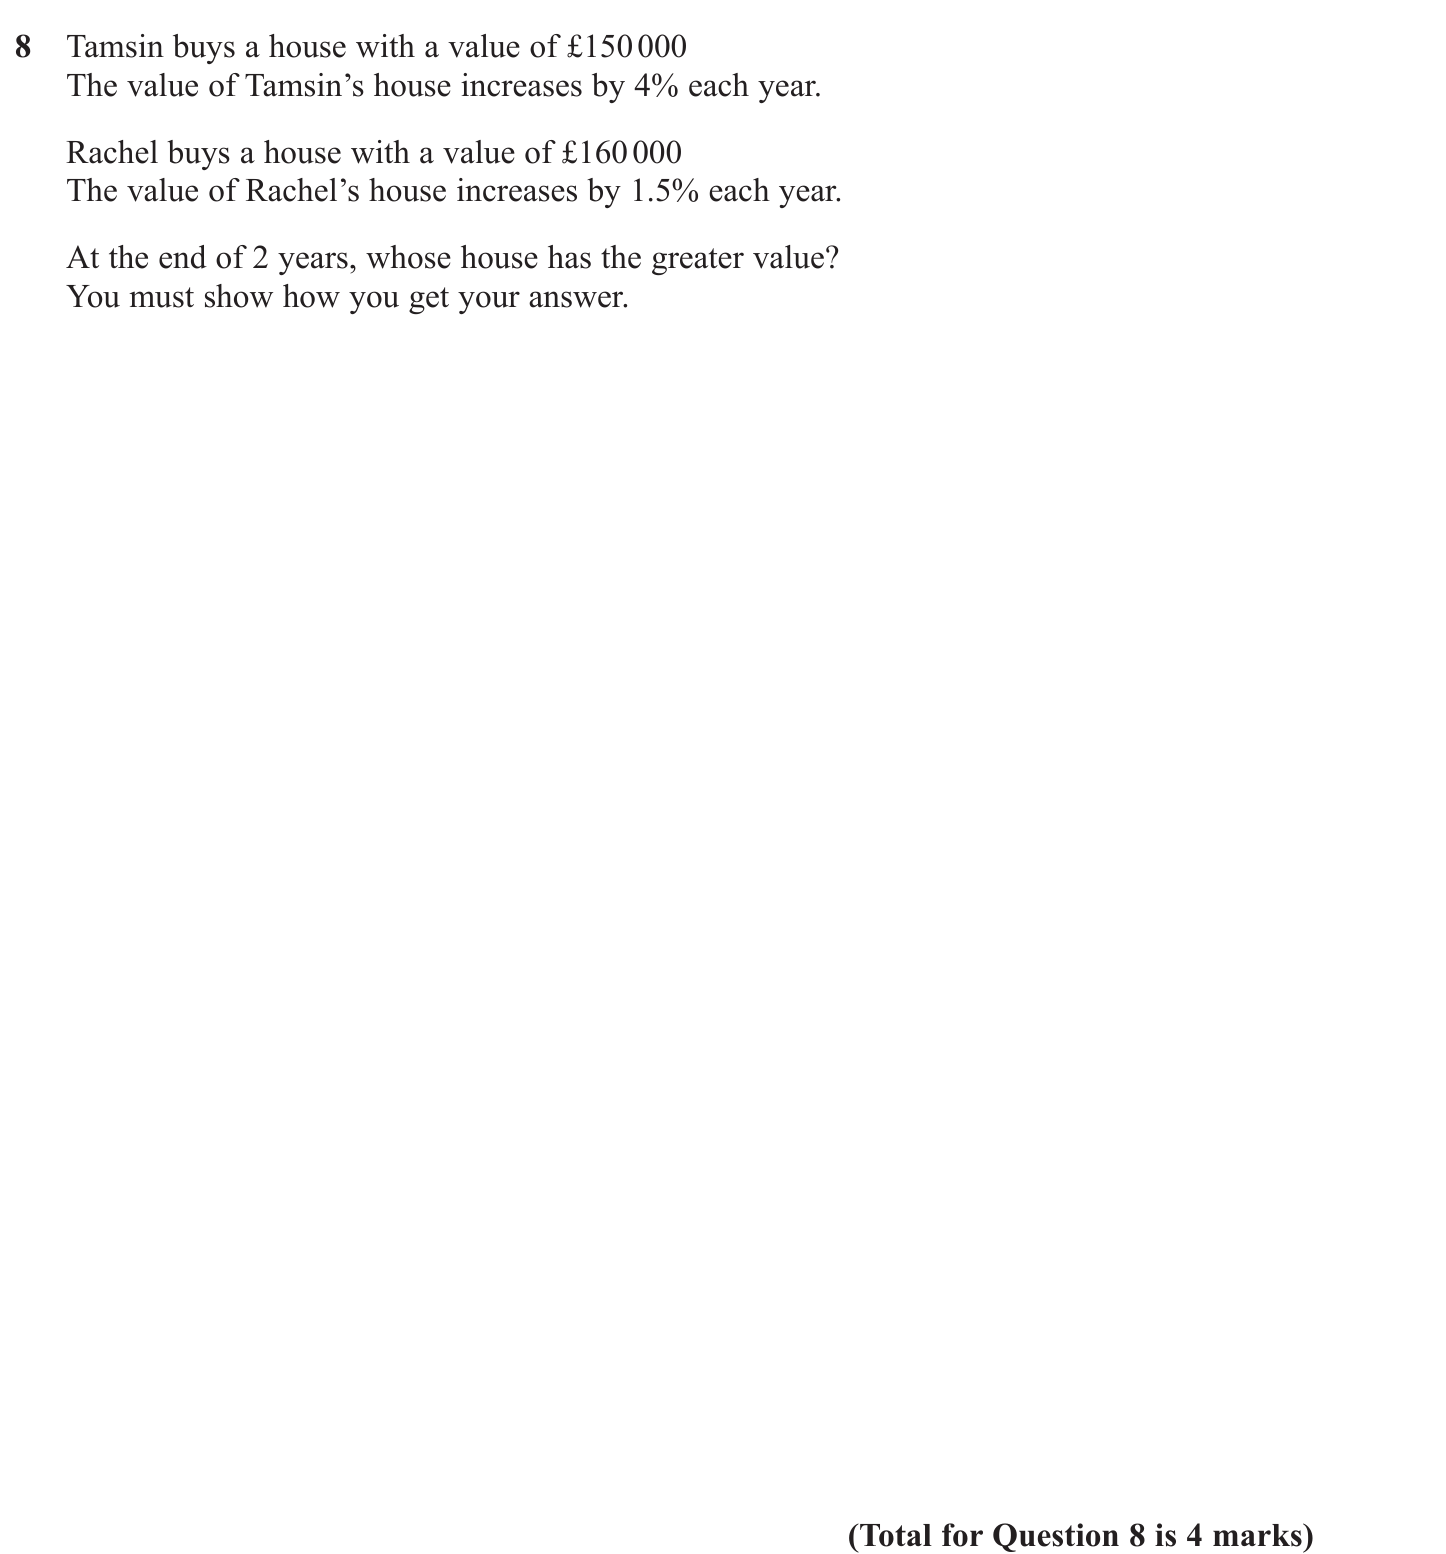 8 Tamsin buys a house with a value of £150 000
The value of Tamsin’s house increases by 4% each year.
Rachel buys a house with a value of £160 000
The value of Rachel’s house increases by 1.5% each year.
At the end of 2 years, whose house has the greater value?
You must show how you get your answer.
(Total for Question 8 is 4 marks)